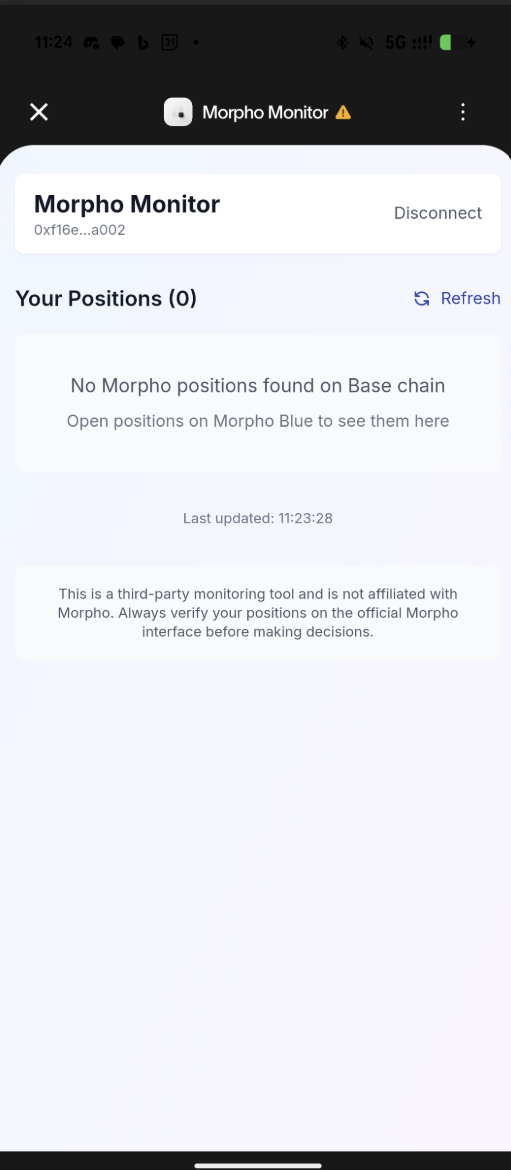 11:24
31
5G
Morpho Monitor
Morpho Monitor
0xf16e...a002
Disconnect
Your Positions (0)
Refresh
No Morpho positions found on Base chain
Open positions on Morpho Blue to see them here
Last updated: 11:23:28
This is a third-party monitoring tool and is not affiliated with
Morpho. Always verify your positions on the official Morpho
interface before making decisions.